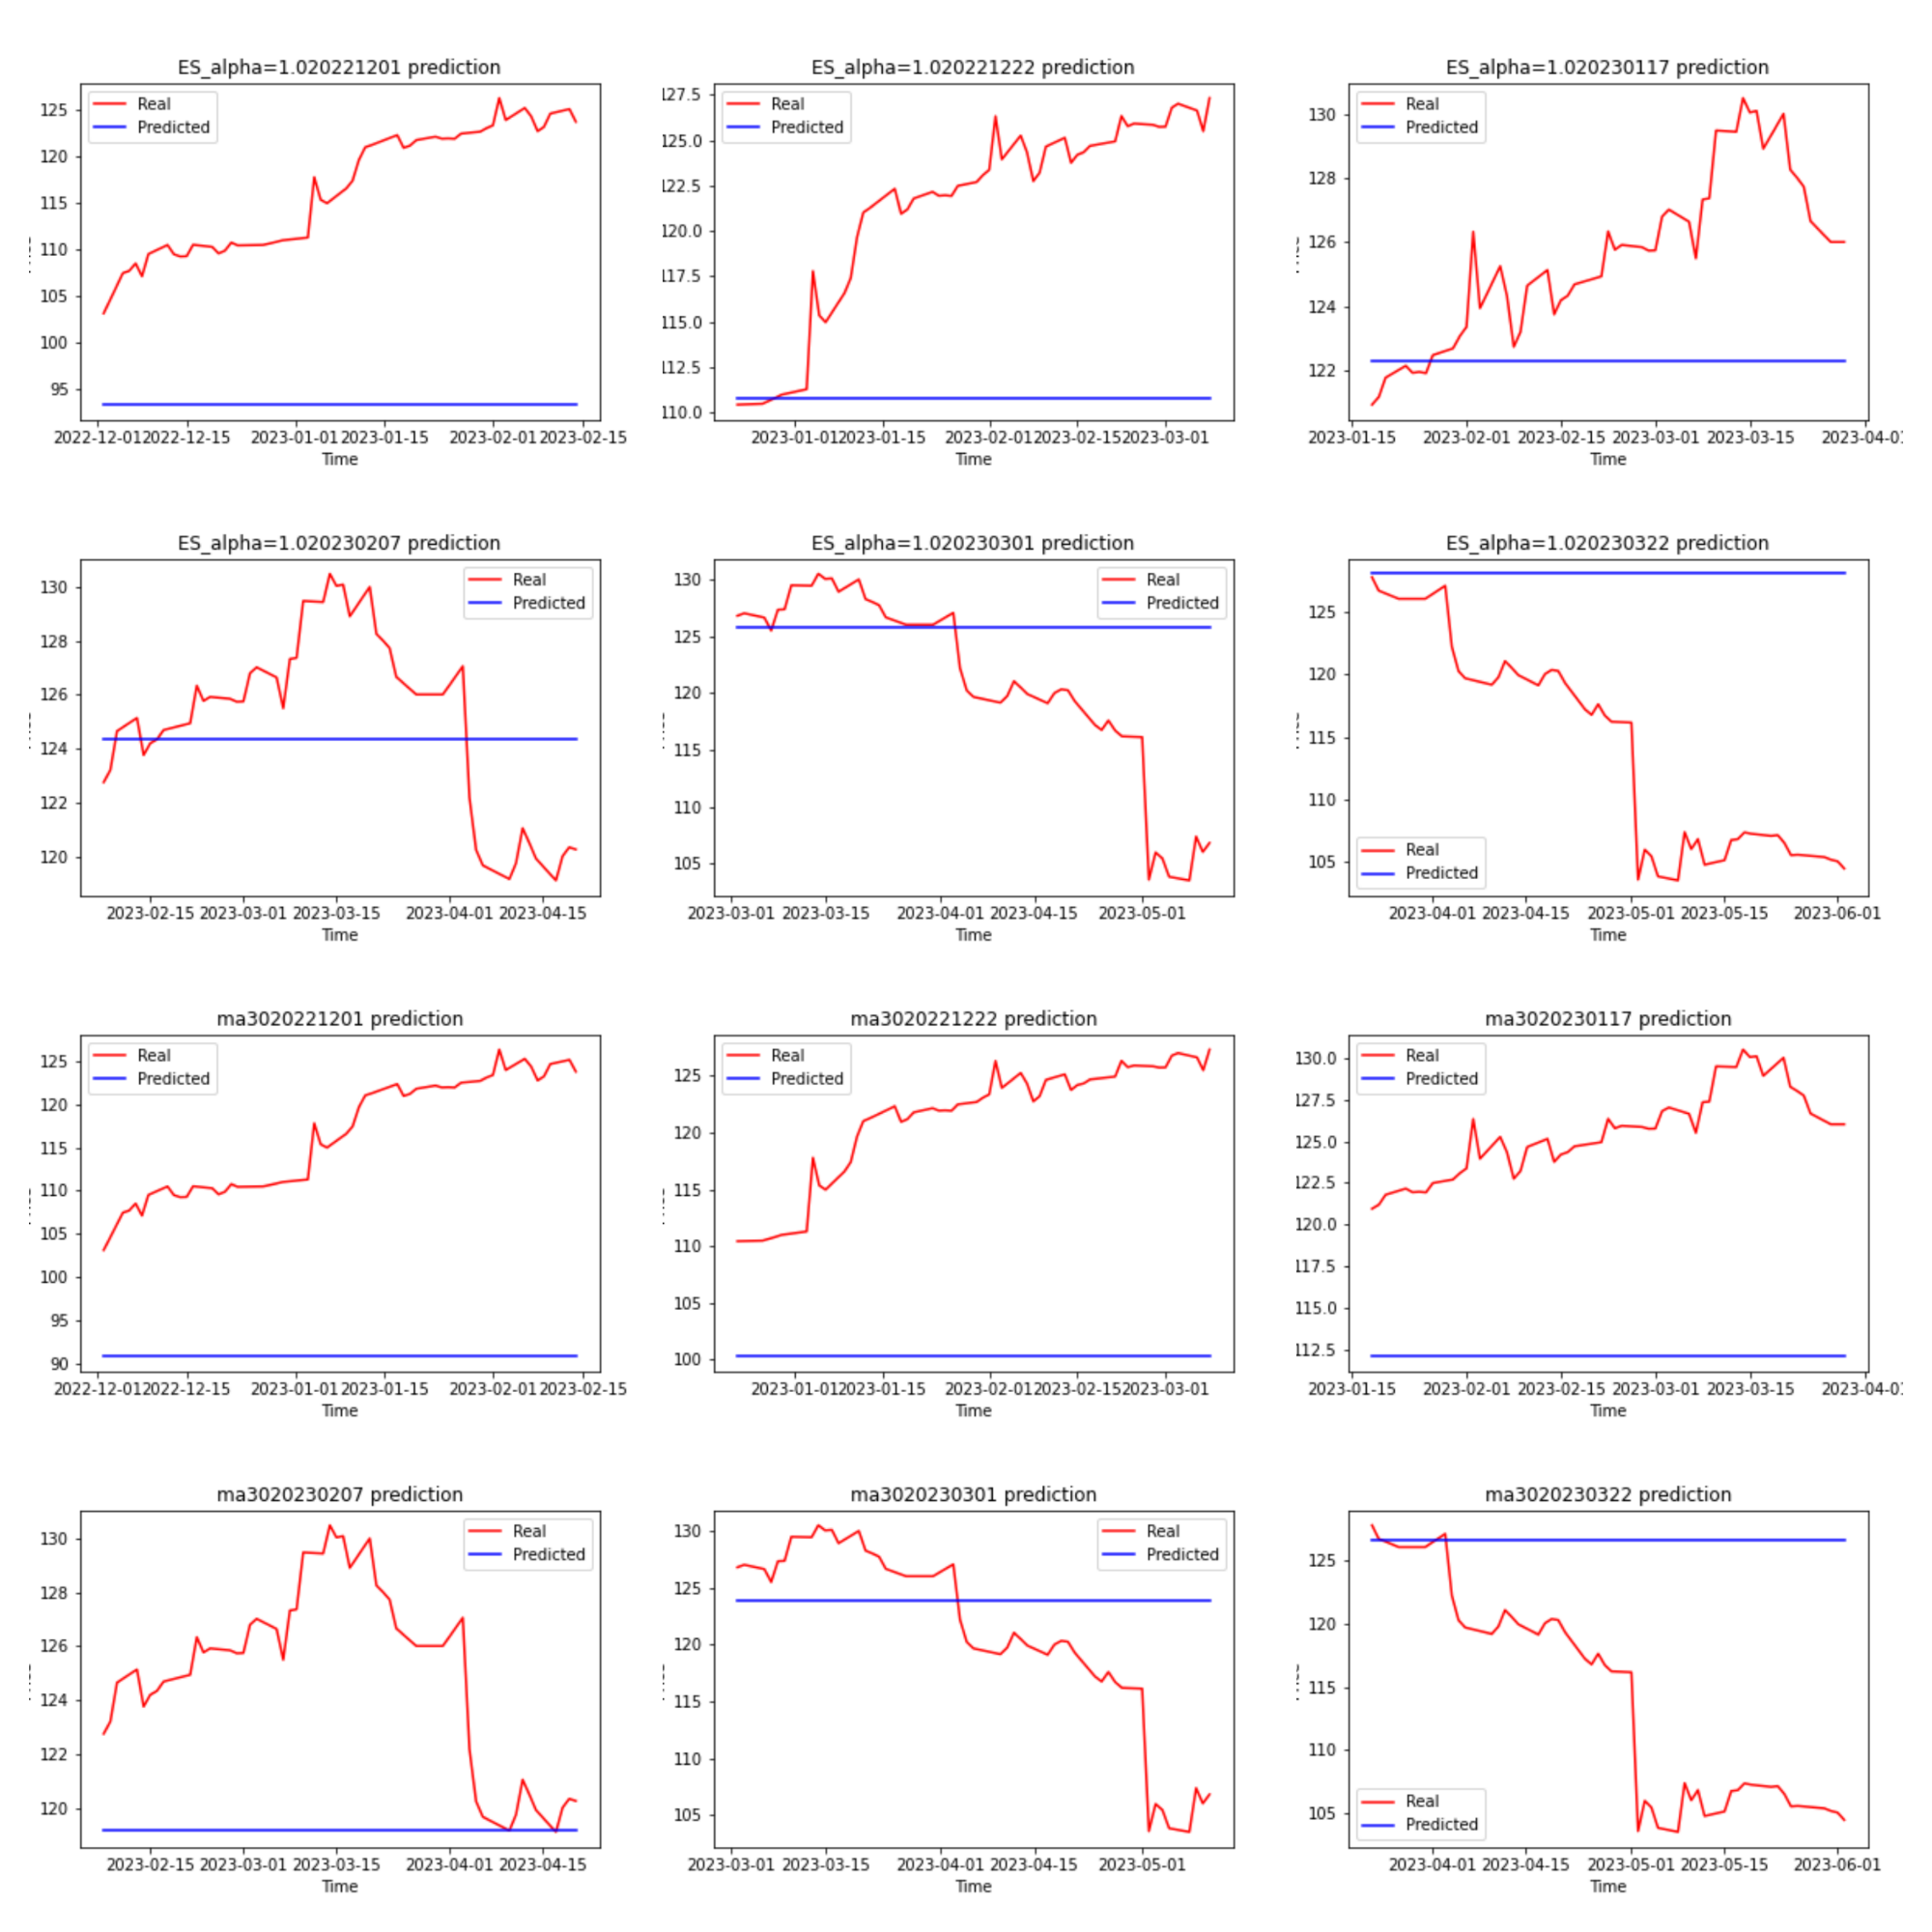 ES_alpha=1.020221201 prediction
Real
Predicted
125
120
115
110
105
100
95
2022-12-01 2022-12-15 2023-01-01 2023-01-15 2023-02-01 2023-02-15
Time
ES_alpha=1.020221222 prediction
Real
Predicted
127.5
125.0
122.5
120.0
117.5
115.0
112.5
110.0
2023-01-01 2023-01-15 2023-02-01 2023-02-15 2023-03-01
Time
ES_alpha=1.020230117 prediction
Real
Predicted
130
128
126
124
122
2023-01-15 2023-02-01 2023-02-15 2023-03-01 2023-03-15 2023-04-0
Time
ES_alpha=1.020230207 prediction
Real
Predicted
130
128
126
124
122
120
2023-02-15 2023-03-01 2023-03-15 2023-04-01 2023-04-15
Time
ES_alpha=1.020230301 prediction
Real
Predicted
130
125
120
115
110
105
2023-03-01 2023-03-15 2023-04-01 2023-04-15 2023-05-01
Time
ES_alpha=1.020230322 prediction
125
120
115
110
105
Real
Predicted
2023-04-01 2023-04-15 2023-05-01 2023-05-15 2023-06-01
Time
ma3020221201 prediction
Real
Predicted
125
120
115
110
105
100
95
90
2022-12-01 2022-12-15 2023-01-01 2023-01-15 2023-02-01 2023-02-15
Time
ma3020221222 prediction
Real
Predicted
125
120
115
110
105
100
2023-01-01 2023-01-15 2023-02-01 2023-02-15 2023-03-01
Time
ma3020230117 prediction
Real
Predicted
130.0
127.5
125.0
122.5
120.0
117.5
115.0
112.5
2023-01-15 2023-02-01 2023-02-15 2023-03-01 2023-03-15 2023-04-0
Time
ma3020230207 prediction
Real
Predicted
130
128
126
124
122
120
2023-02-15 2023-03-01 2023-03-15 2023-04-01 2023-04-15
Time
ma3020230301 prediction
Real
Predicted
130
125
120
115
110
105
2023-03-01 2023-03-15 2023-04-01 2023-04-15 2023-05-01
Time
ma3020230322 prediction
125
120
115
110
105
Real
Predicted
2023-04-01 2023-04-15 2023-05-01 2023-05-15 2023-06-01
Time